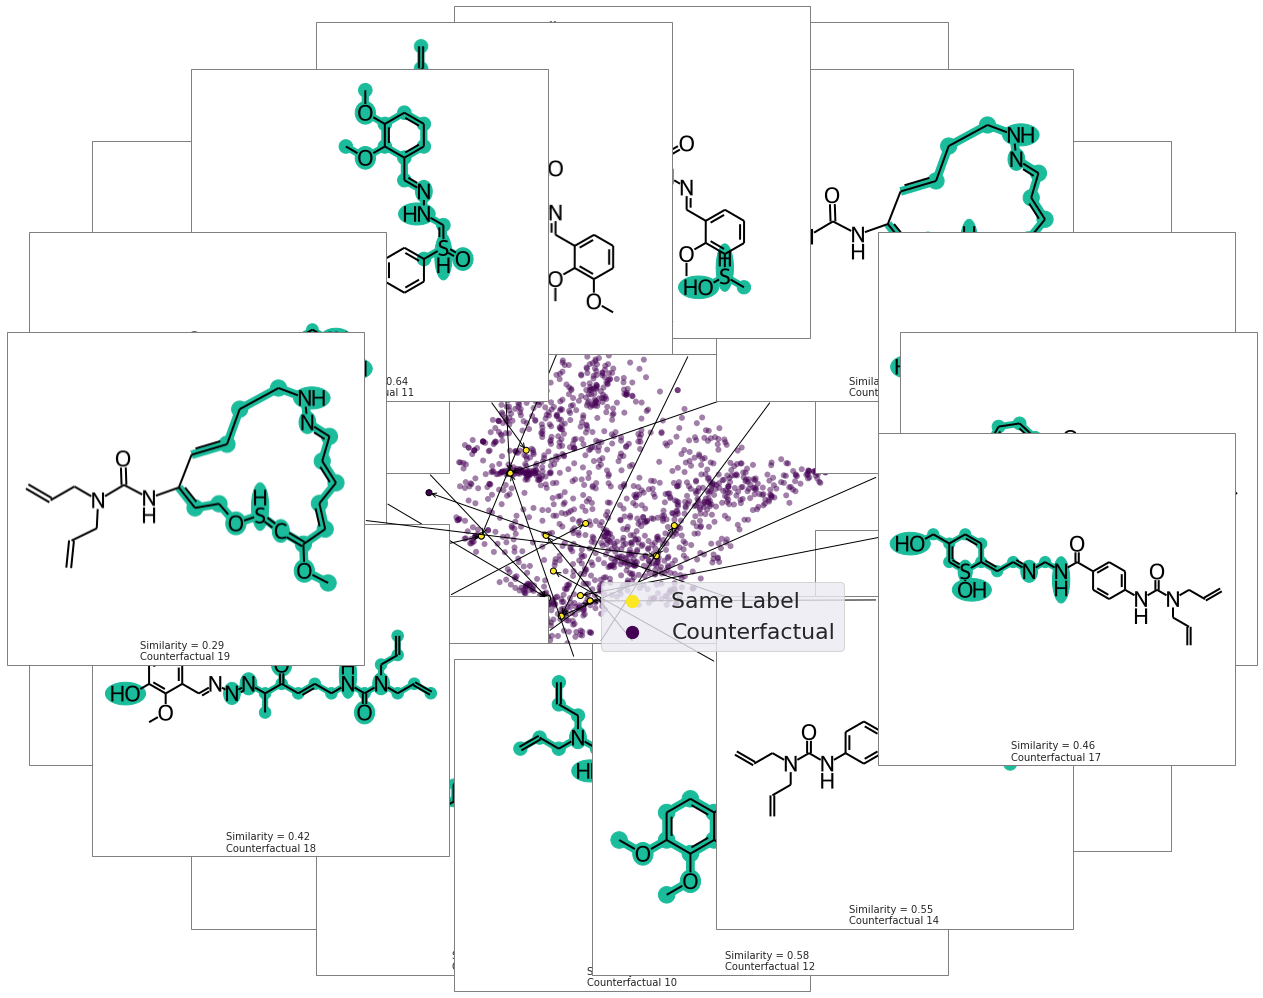 O
O
N
HN
S
H
O
O
N
O
O
O
N
O
S
HO
O
N
H
NH
N
0.64
ual 11
Simila
Count
O
N
N
H
NH
N
H
S
O
C
O
Similarity = 0.29
Counterfactual 19
Same Label
Counterfactual
HO
S
OH
N
N
H
O
N
H
O
N
Similarity = 0.46
Counterfactual 17
HO
O
N
N
N
N
O
Similarity = 0.42
Counterfactual 18
N
O
N
N
H
O
O
Similarity = 0.55
Counterfactual 14
Similarity = 0.58
Counterfactual 12
Counterfactual 10